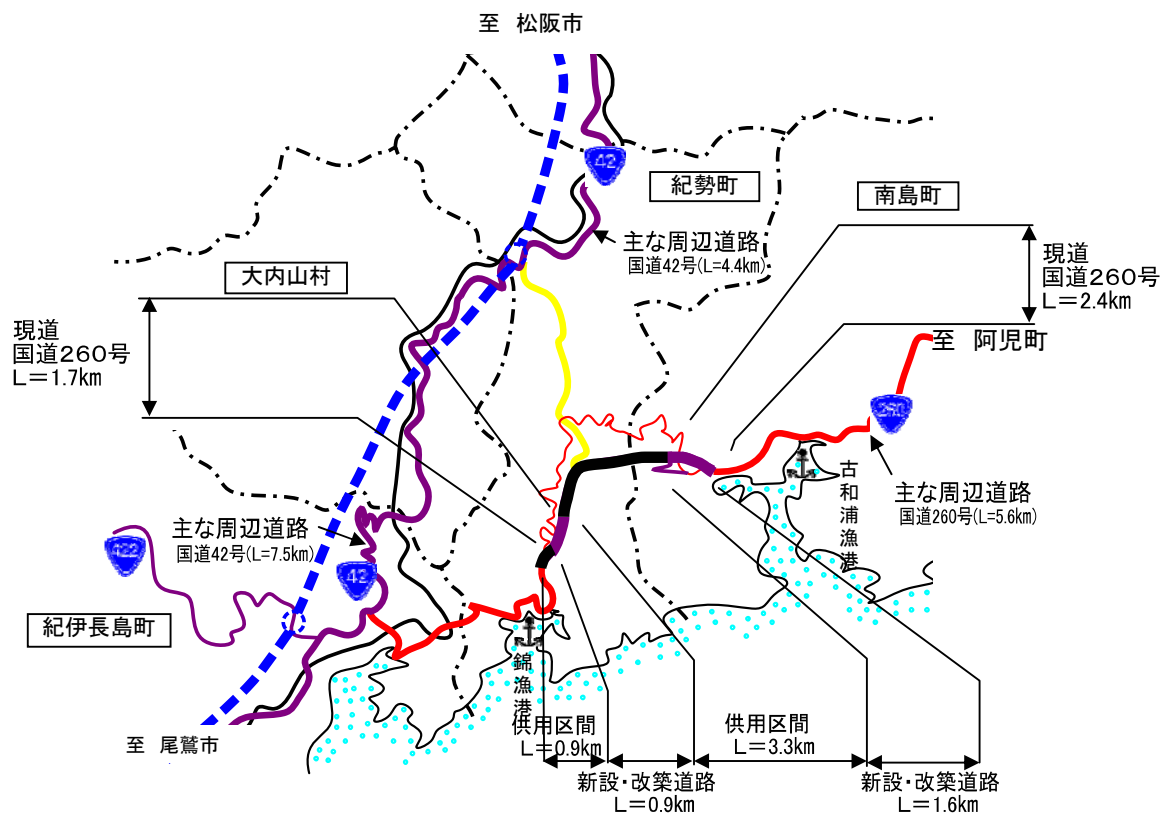 至 松阪市
42
紀勢町
南島町
主な周辺道路
国道42号(L=4.4km)
現道
国道260号
L=2.4km
大内山村
現道
国道260号
L=1.7km
至 阿児町
260
古和浦漁港
主な周辺道路
国道260号(L=5.6km)
主な周辺道路
国道42号(L=7.5km)
422
42
紀伊長島町
錦漁港
至 尾鷲市
供用区間
L=0.9km
供用区間
L=3.3km
新設・改築道路
L=0.9km
新設・改築道路
L=1.6km